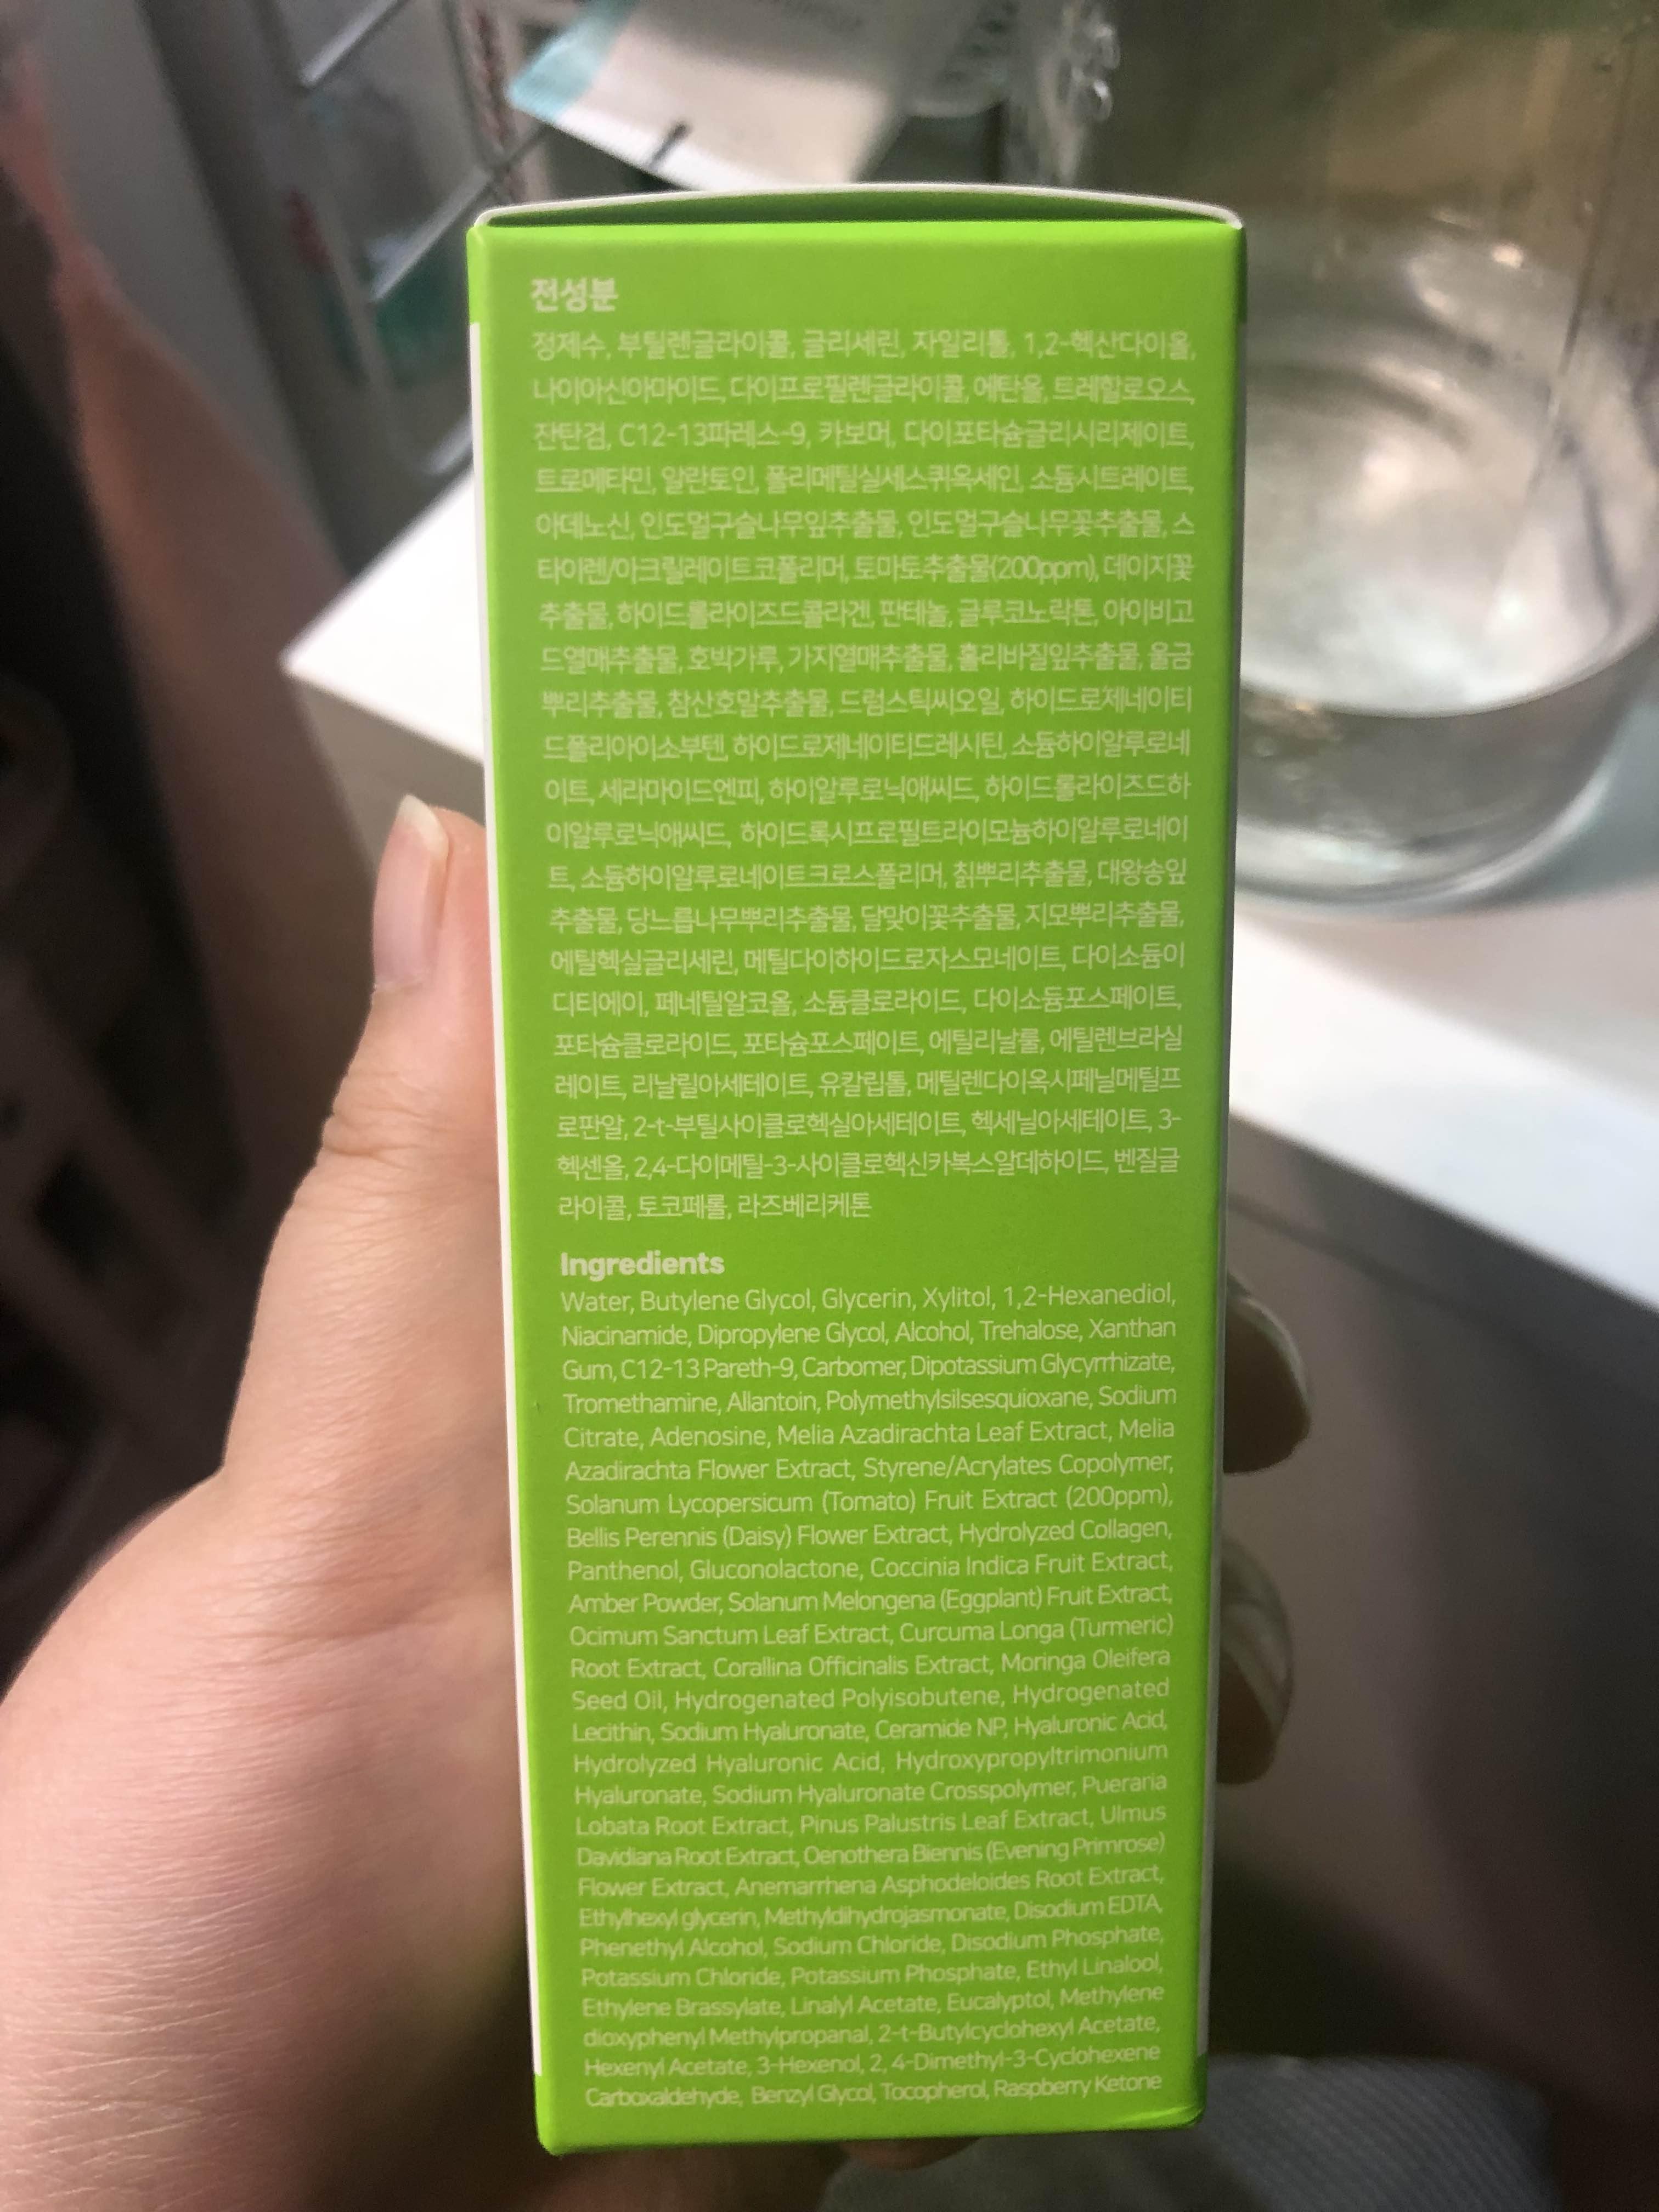 전성분
정제수, 부틸렌글라이콜, 글리세린, 자일리톨, 1,2-헥산다이올,
나이아신아마이드, 다이프로필렌글라이콜, 에탄올, 트레할로오스,
잔탄검, C12-13파레스-9, 카보머, 다이포타슘글리시리제이트,
트로메타민, 알란토인, 폴리메틸실세스퀴옥세인, 소듐시트레이트,
아데노신, 인도멀구슬나무잎추출물, 인도멀구슬나무꽃추출물, 스
타이렌/아크릴레이트코폴리머, 토마토추출물(200ppm), 데이지꽃
추출물, 하이드롤라이즈드콜라겐, 판테놀, 글루코노락톤, 아이비고
드열매추출물, 호박가루, 가지열매추출물, 홀리바질잎추출물, 울금
뿌리추출물, 참산호말추출물, 드럼스틱씨오일, 하이드로제네이티
드폴리아이소부텐, 하이드로제네이티드레시틴, 소듐하이알루로네
이트, 세라마이드엔피, 하이알루로닉애씨드, 하이드롤라이즈드하
이알루로닉애씨드, 하이드록시프로필트라이모늄하이알루로네이
트, 소듐하이알루로네이트크로스폴리머, 칡뿌리추출물, 대왕송잎
추출물, 당느릅나무뿌리추출물, 달맞이꽃추출물, 지모뿌리추출물,
에틸헥실글리세린, 메틸다이하이드로자스모네이트, 다이소듐이
디티에이, 페네틸알코올, 소듐클로라이드, 다이소듐포스페이트,
포타슘클로라이드, 포타슘포스페이트, 에틸리날룰, 에틸렌브라실
레이트, 리날릴아세테이트, 유칼립톨, 메틸렌다이옥시페닐메틸프
로판알, 2-t-부틸사이클로헥실아세테이트, 헥세닐아세테이트, 3-
헥센올, 2,4-다이메틸-3-사이클로헥신카복스알데하이드, 벤질글
라이콜, 토코페롤, 라즈베리케톤
Ingredients
Water, Butylene Glycol, Glycerin, Xylitol, 1,2-Hexanediol,
Niacinamide, Dipropylene Glycol, Alcohol, Trehalose, Xanthan
Gum, C12-13 Pareth-9, Carbomer, Dipotassium Glycyrrhizate,
Tromethamine, Allantoin, Polymethylsilsesquioxane, Sodium
Citrate, Adenosine, Melia Azadirachta Leaf Extract, Melia
Azadirachta Flower Extract, Styrene/Acrylates Copolymer,
Solanum Lycopersicum (Tomato) Fruit Extract (200ppm),
Bellis Perennis (Daisy) Flower Extract, Hydrolyzed Collagen,
Panthenol, Gluconolactone, Coccinia Indica Fruit Extract,
Amber Powder, Solanum Melongena (Eggplant) Fruit Extract,
Ocimum Sanctum Leaf Extract, Curcuma Longa (Turmeric)
Root Extract, Corallina Officinalis Extract, Moringa Oleifera
Seed Oil, Hydrogenated Polyisobutene, Hydrogenated
Lecithin, Sodium Hyaluronate, Ceramide NP, Hyaluronic Acid,
Hydrolyzed Hyaluronic Acid, Hydroxypropyltrimonium
Hyaluronate, Sodium Hyaluronate Crosspolymer, Pueraria
Lobata Root Extract, Pinus Palustris Leaf Extract, Ulmus
Davidiana Root Extract, Oenothera Biennis (Evening Primrose)
Flower Extract, Anemarrhena Asphodeloides Root Extract,
Ethylhexyl glycerin, Methyldihydrojasmonate, Disodium EDTA,
Phenethyl Alcohol, Sodium Chloride, Disodium Phosphate,
Potassium Chloride, Potassium Phosphate, Ethyl Linalool,
Ethylene Brassylate, Linalyl Acetate, Eucalyptol, Methylene
dioxyphenyl Methylpropanal, 2-t-Butylcyclohexyl Acetate,
Hexenyl Acetate, 3-Hexenol, 2, 4-Dimethyl-3-Cyclohexene
Carboxaldehyde, Benzyl Glycol, Tocopherol, Raspberry Ketone